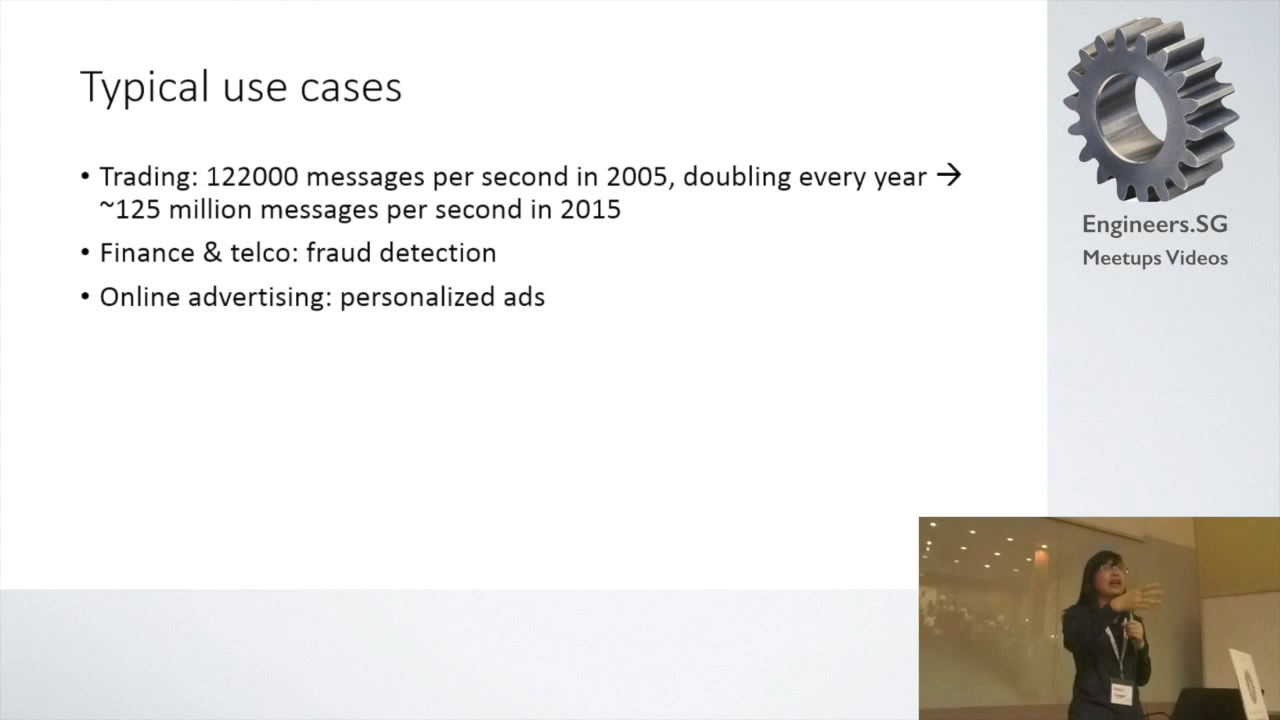 Typical use cases
• Trading: 122000 messages per second in 2005, doubling every year →
~125 million messages per second in 2015
• Finance & telco: fraud detection
• Online advertising: personalized ads
Engineers.SG
Meetups Videos